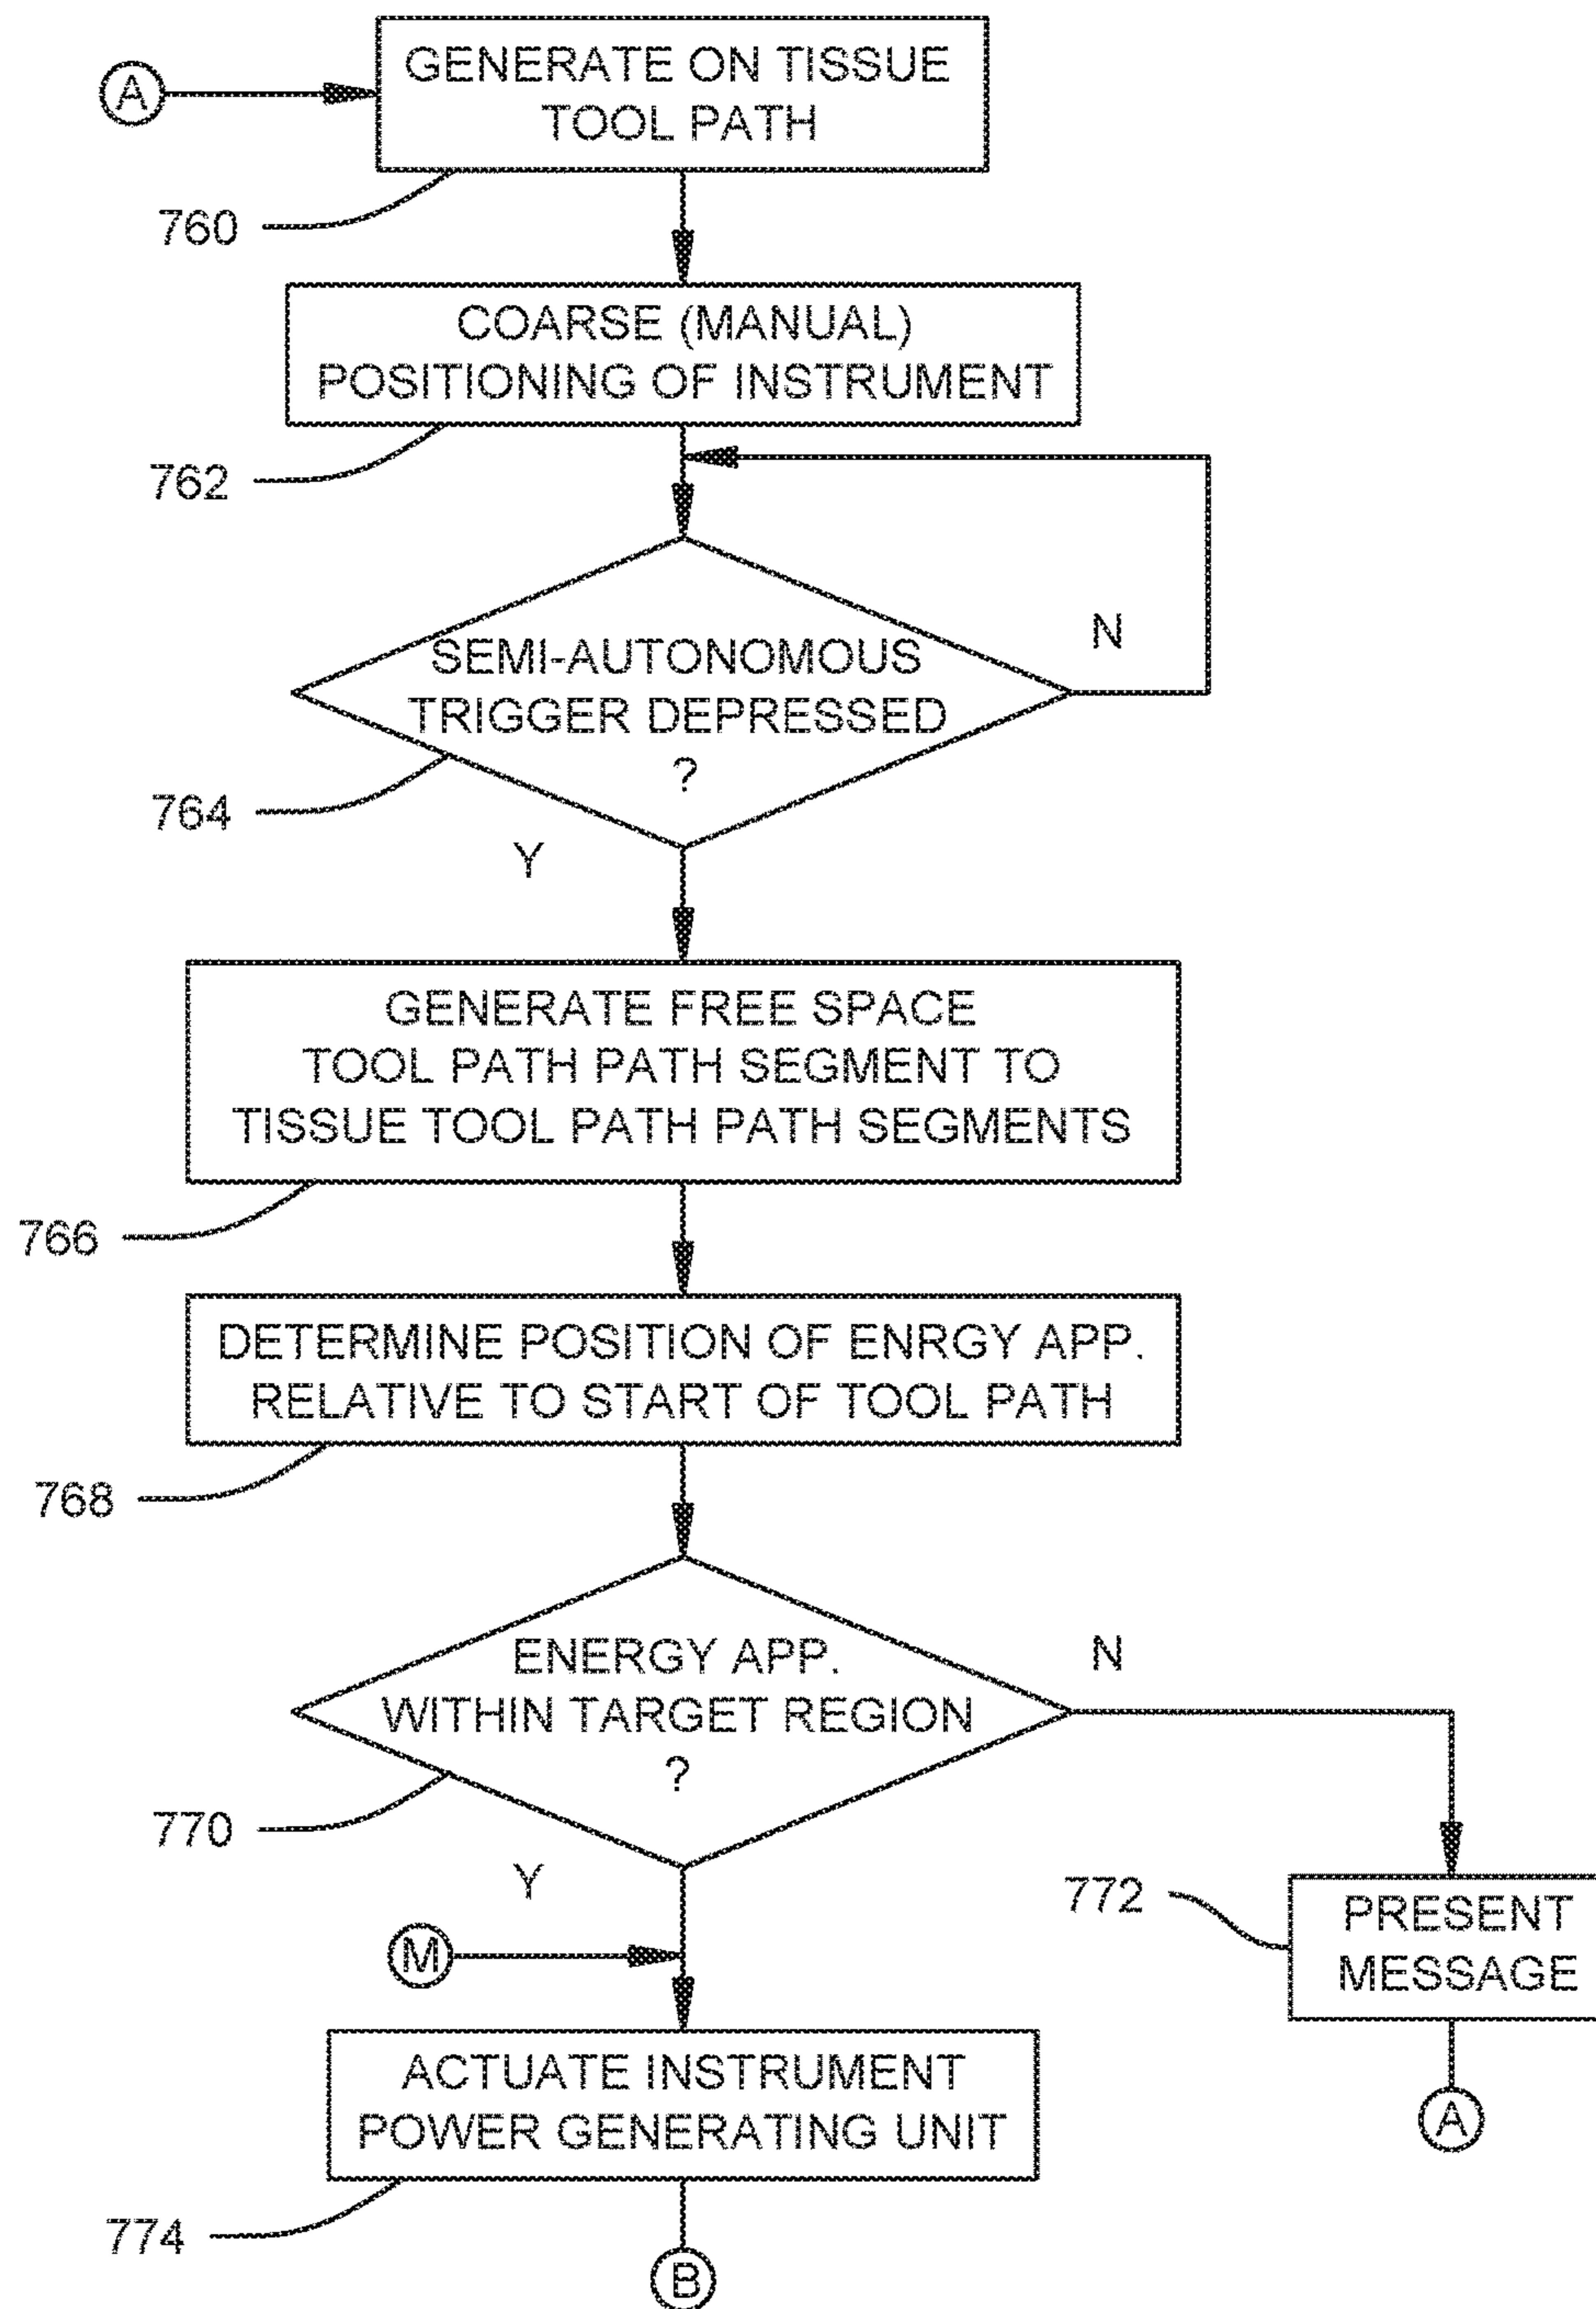 GENERATE ON TISSUE
TOOL PATH
A
760
COARSE (MANUAL)
POSITIONING OF INSTRUMENT
762
SEMI-AUTONOMOUS
TRIGGER DEPRESSED
?
N
764
Y
GENERATE FREE SPACE
TOOL PATH PATH SEGMENT TO
TISSUE TOOL PATH PATH SEGMENTS
766
DETERMINE POSITION OF ENRGY APP.
RELATIVE TO START OF TOOL PATH
768
ENERGY APP.
WITHIN TARGET REGION
?
N
770
Y
772
PRESENT
MESSAGE
M
ACTUATE INSTRUMENT
POWER GENERATING UNIT
A
774
B